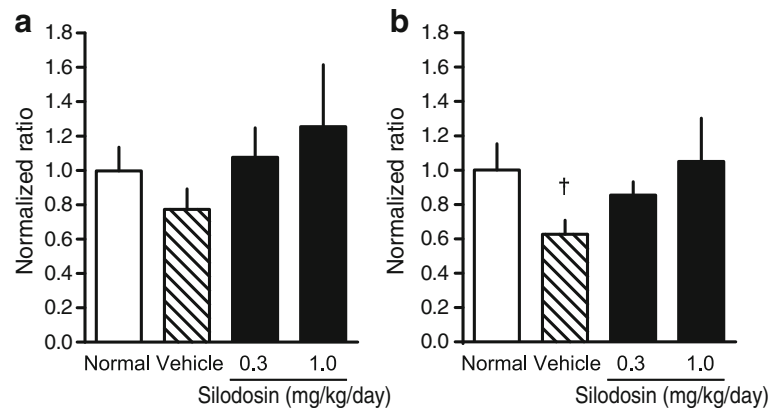 a
Normalized ratio
1.8
1.6
1.4
1.2
1.0
0.8
0.6
0.4
0.2
0.0
Normal Vehicle 0.3 1.0
Silodosin (mg/kg/day)
b
Normalized ratio
1.8
1.6
1.4
1.2
1.0
0.8
0.6
0.4
0.2
0.0
†
Normal Vehicle 0.3 1.0
Silodosin (mg/kg/day)